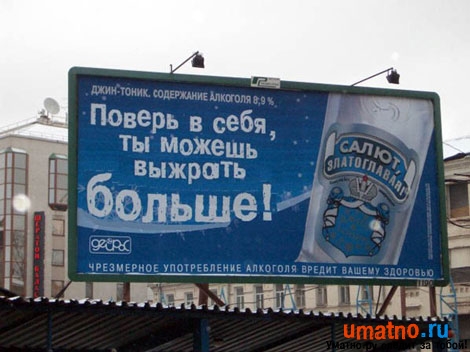 ДЖИН-ТОНИК. СОДЕРЖАНИЕ АЛКОГОЛЯ 8,9 %
Поверь в себя,
ты можешь
выжрать
больше!
САЛЮТ,
ЗЛАТОГЛАВАЯ!
ЧРЕЗМЕРНОЕ УПОТРЕБЛЕНИЕ АЛКОГОЛЯ ВРЕДИТ ВАШЕМУ ЗДОРОВЬЮ
umatno.ru